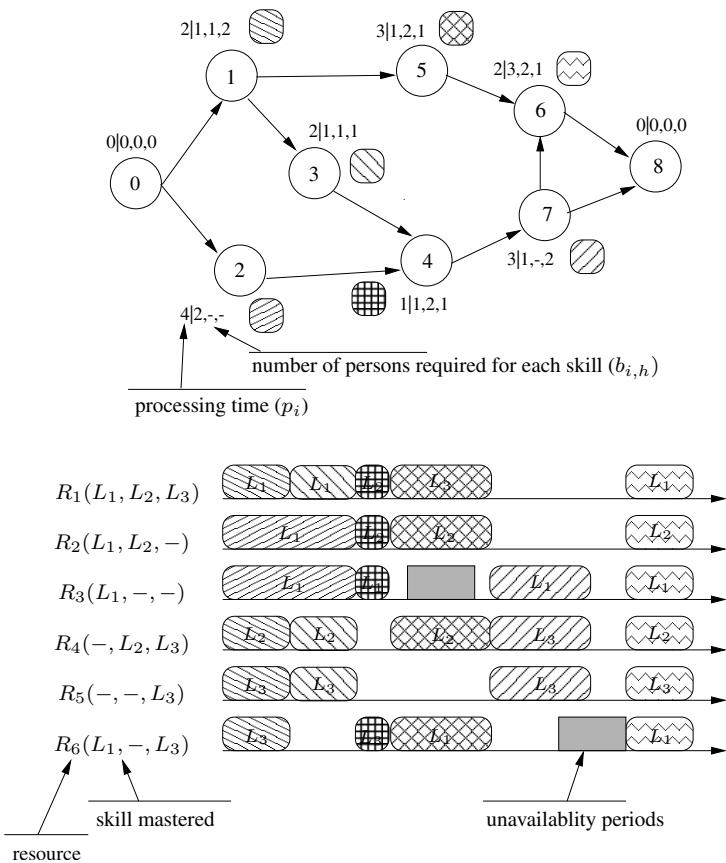 2|1,1,2
3|1,2,1
1
5
2|3,2,1
6
0|0,0,0
2|1,1,1
0|0,0,0
3
8
0
7
2
4
3|1,-,2
4|2,-,-
1|1,2,1
number of persons required for each skill (b_{i,h})
processing time (p_i)
R_1(L_1, L_2, L_3) L_1 L_1 L_2 L_3 L_1
R_2(L_1, L_2, −) L_1 L_2 L_2 L_2
R_3(L_1, −, −) L_1 L_1 L_1 L_1
R_4(−, L_2, L_3) L_2 L_2 L_2 L_3 L_2
R_5(−, −, L_3) L_3 L_3 L_3 L_3
R_6(L_1, −, L_3) L_3 L_3 L_1 L_1
skill mastered
unavailablity periods
resource